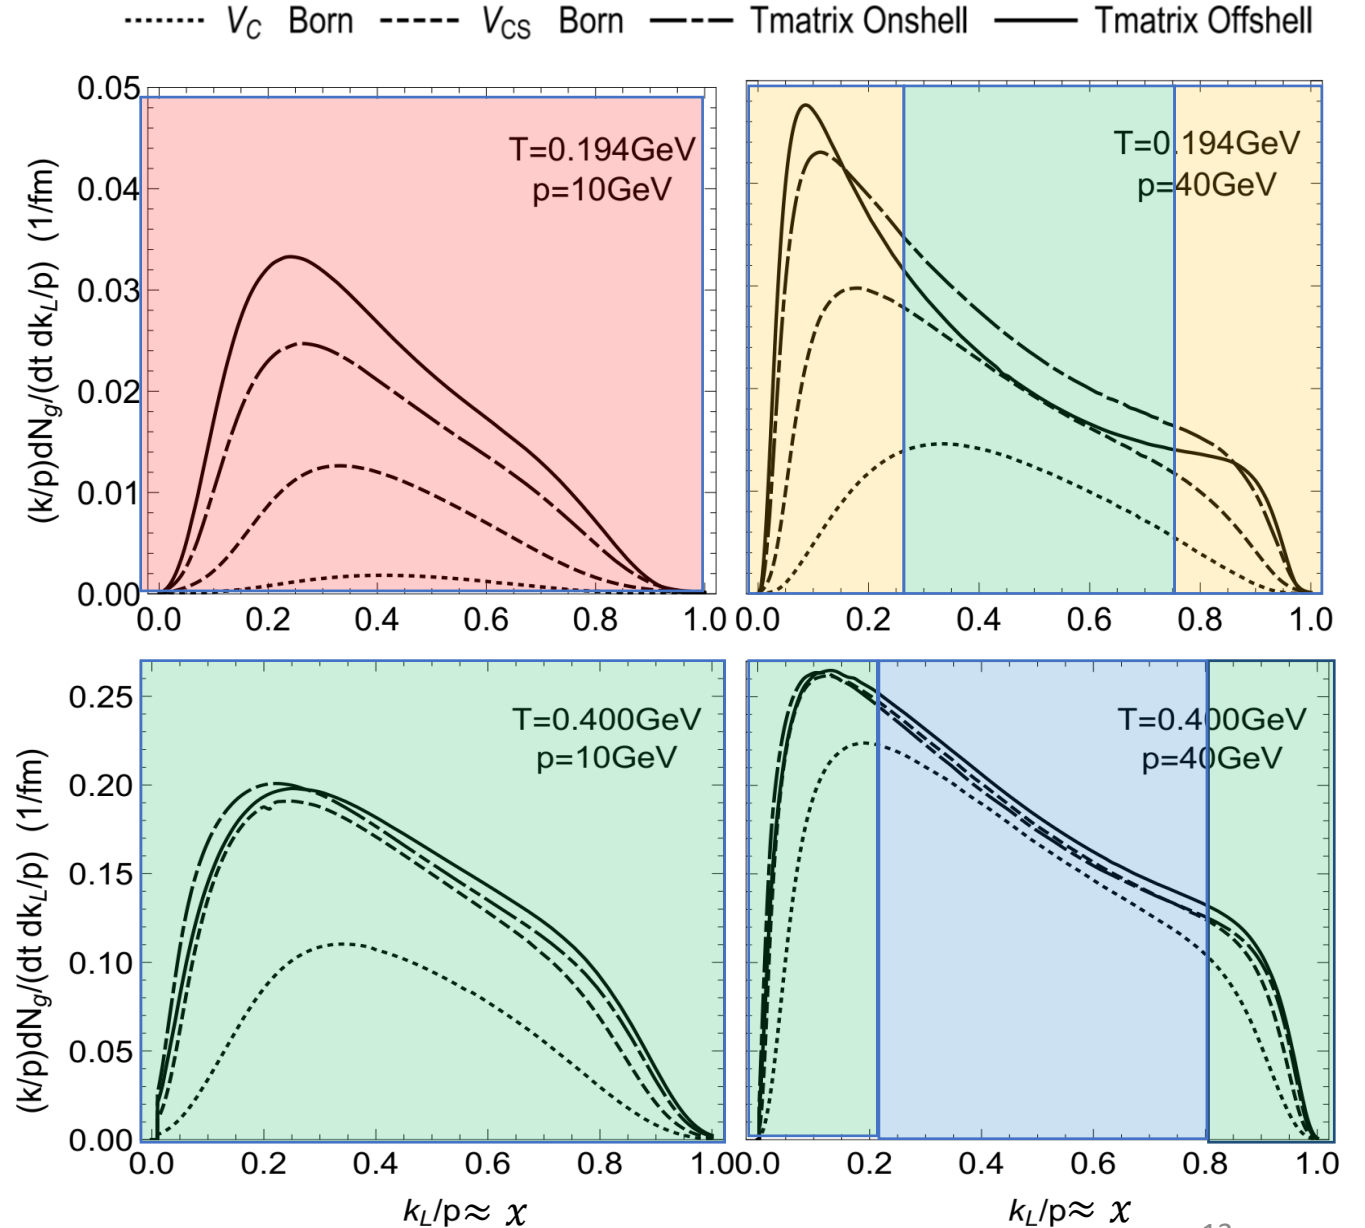 V_C Born V_CS Born Tmatrix Onshell Tmatrix Offshell
(k/p)dN_g/(dt dk_L/p) (1/fm)
0.05
0.04
0.03
0.02
0.01
0.00
T=0.194GeV
p=10GeV
0.0 0.2 0.4 0.6 0.8 1.0
T=0.194GeV
p=40GeV
0.0 0.2 0.4 0.6 0.8 1.0
(k/p)dN_g/(dt dk_L/p) (1/fm)
0.25
0.20
0.15
0.10
0.05
0.00
T=0.400GeV
p=10GeV
0.0 0.2 0.4 0.6 0.8 1.0
k_L/p≈ x
T=0.400GeV
p=40GeV
0.0 0.2 0.4 0.6 0.8 1.0
k_L/p≈ x